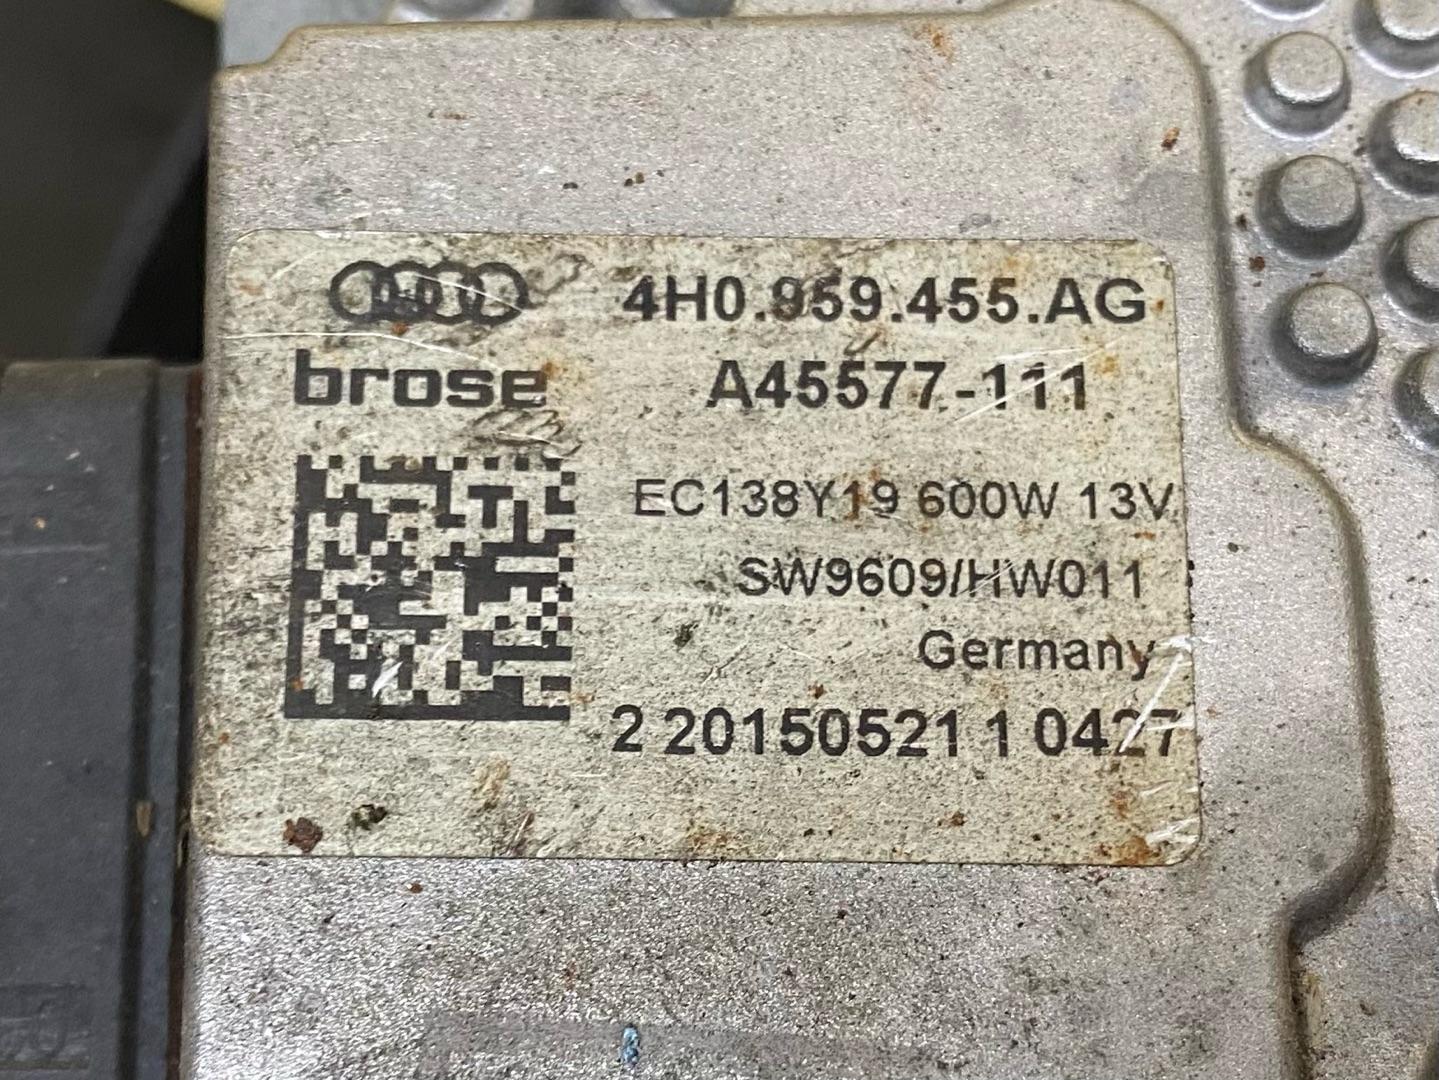 4H0.959.455.AG
brose
A45577-111
EC138Y19 600W 13V
SW9609/HW011
Germany
2 20150521 1 0427